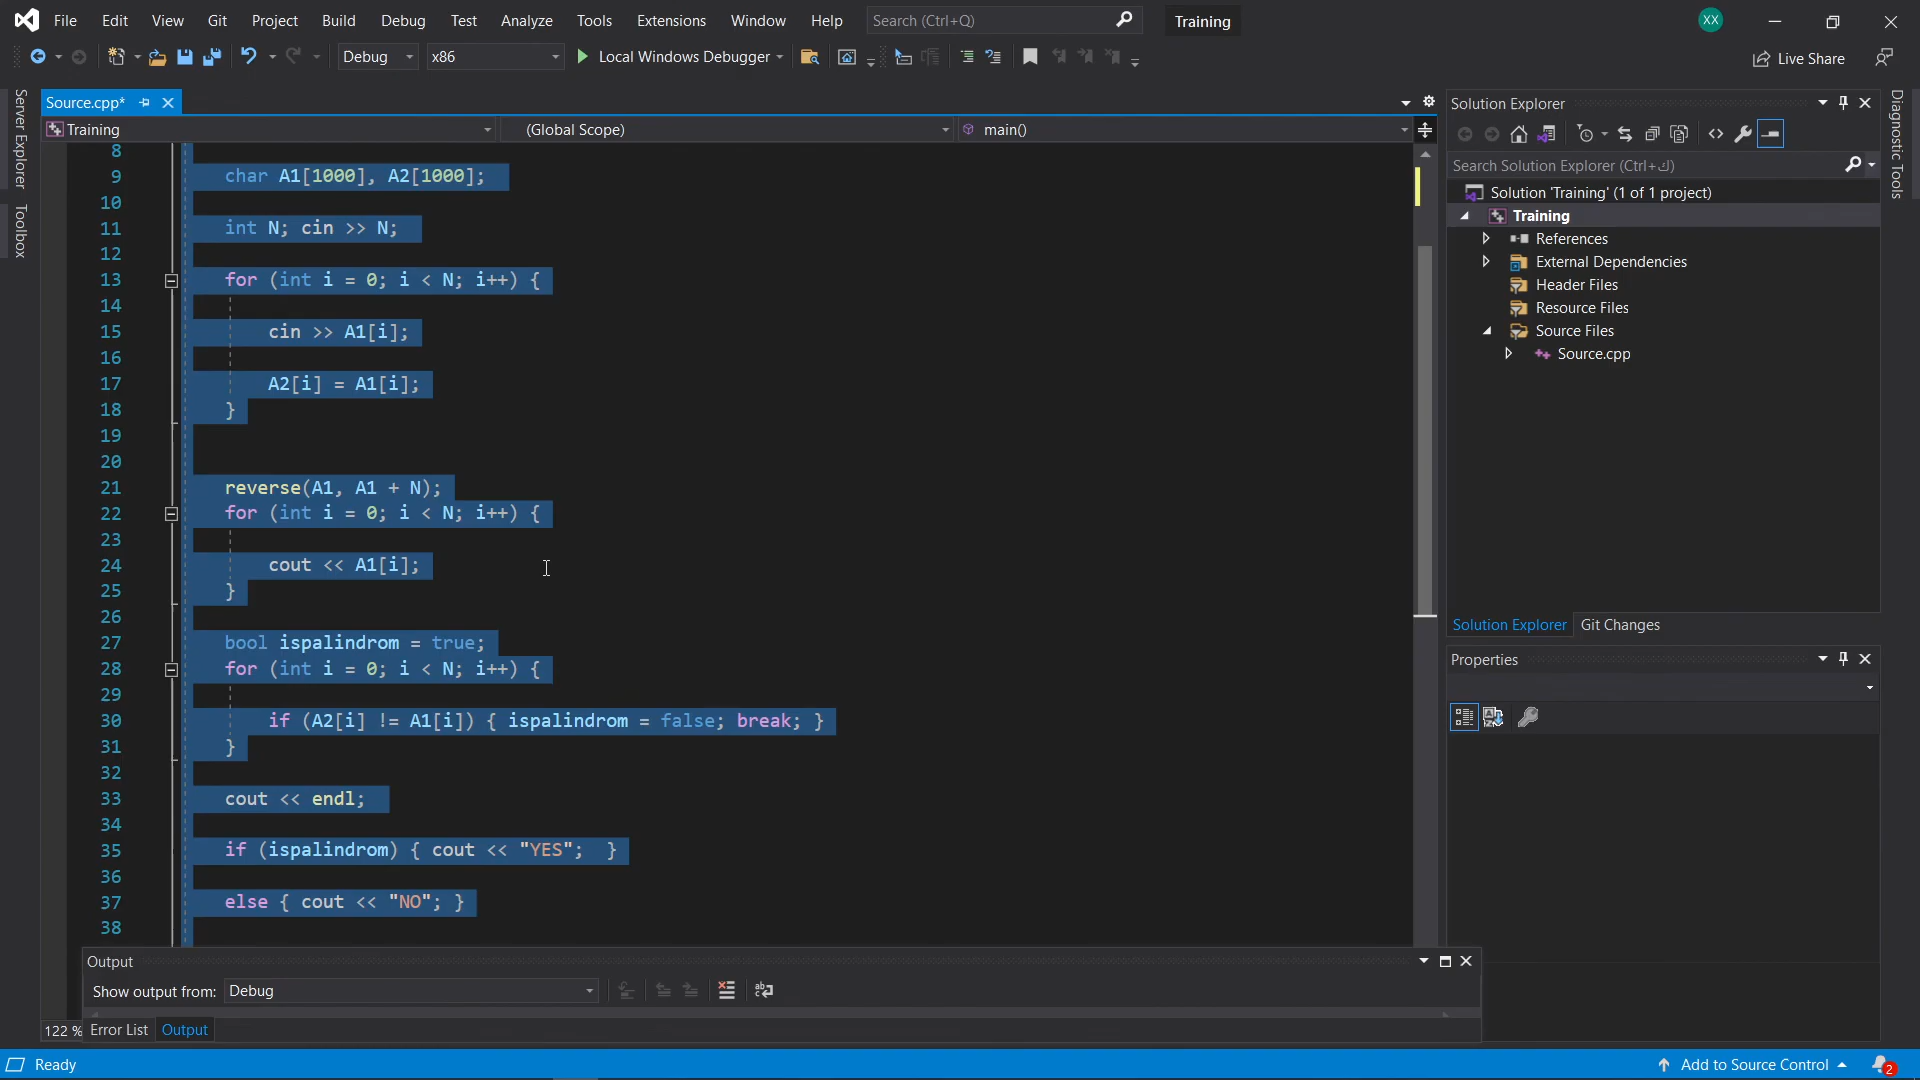 File Edit View Git Project Build Debug Test Analyze Tools Extensions Window Help Search (Ctrl+Q) Training XX
Debug x86 Local Windows Debugger Live Share
Server Explorer
Toolbox
Source.cpp*
Training (Global Scope) main()
8
9 char A1[1000], A2[1000];
10
11 int N; cin >> N;
12
13 for (int i = 0; i < N; i++) {
14
15 cin >> A1[i];
16
17 A2[i] = A1[i];
18 }
19
20
21 reverse(A1, A1 + N);
22 for (int i = 0; i < N; i++) {
23
24 cout << A1[i];
25 }
26
27 bool ispalindrom = true;
28 for (int i = 0; i < N; i++) {
29
30 if (A2[i] != A1[i]) { ispalindrom = false; break; }
31 }
32
33 cout << endl;
34
35 if (ispalindrom) { cout << "YES"; }
36
37 else { cout << "NO"; }
38
Solution Explorer
Search Solution Explorer (Ctrl+ك)
Solution 'Training' (1 of 1 project)
Training
References
External Dependencies
Header Files
Resource Files
Source Files
Source.cpp
Solution Explorer Git Changes
Properties
Diagnostic Tools
Output
Show output from: Debug
122 % Error List Output
Ready Add to Source Control 2